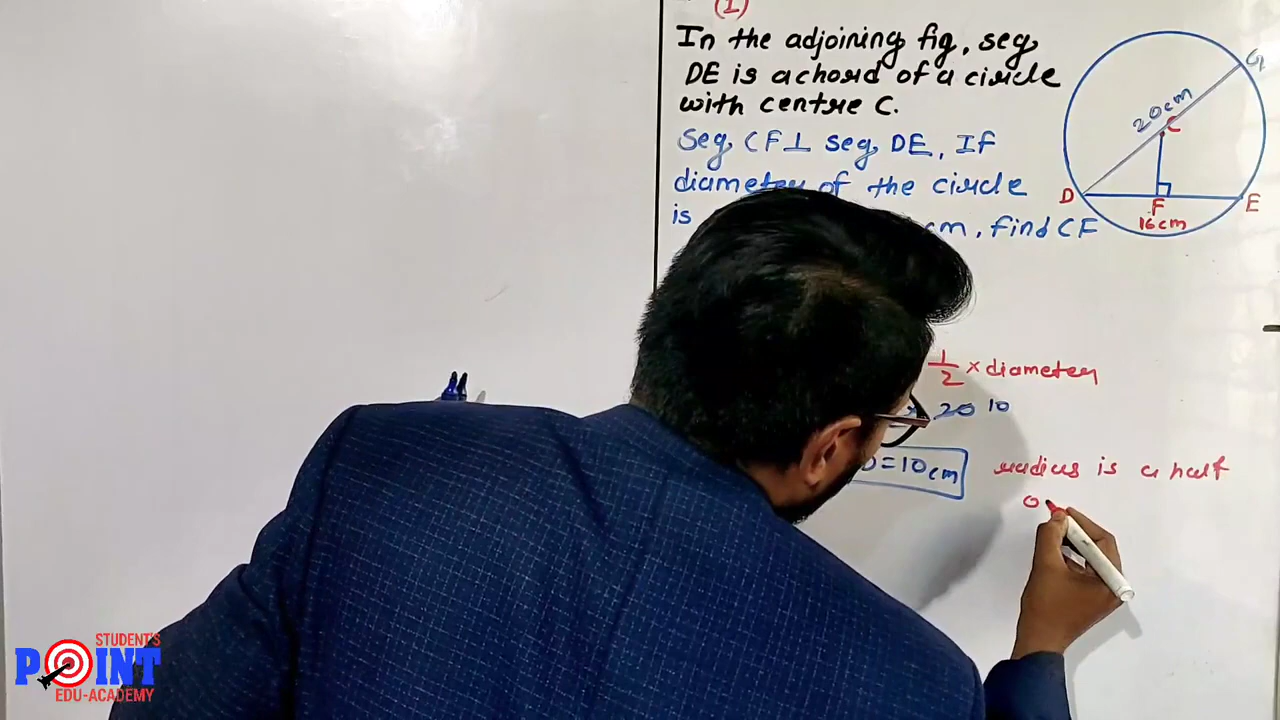 (1)
In the adjoining fig, seg
DE is a chord of a circle
with centre C.
Seg CF ⊥ seg DE, If
diameter of the circle
is cm, find CF
G
20cm
C
D
F
E
16cm
1/2 × diameter
20 10
=10cm
radius is a half
o
STUDENT'S
POINT
EDU-ACADEMY